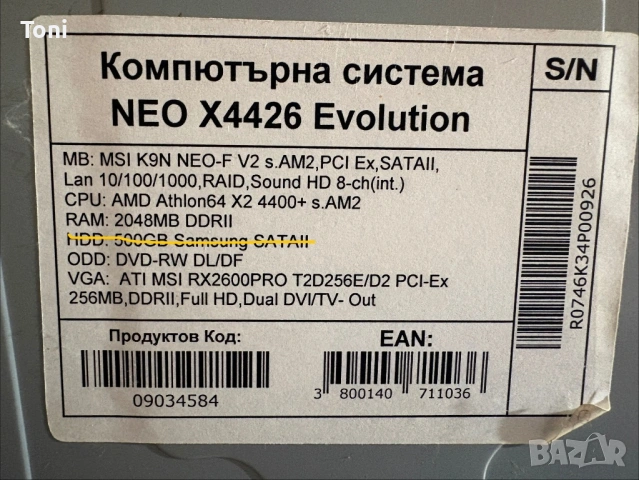 Toni
Компютърна система
NEO X4426 Evolution
S/N
MB: MSI K9N NEO-F V2 s.AM2,PCI Ex,SATAII,
Lan 10/100/1000,RAID,Sound HD 8-ch(int.)
CPU: AMD Athlon64 X2 4400+ s.AM2
RAM: 2048MB DDRII
HDD: 500GB Samsung SATAII
ODD: DVD-RW DL/DF
VGA: ATI MSI RX2600PRO T2D256E/D2 PCI-Ex
256MB,DDRII,Full HD,Dual DVI/TV- Out
R0746K34P00926
Продуктов Код:
09034584
EAN:
3 800140 711036
BAZAR